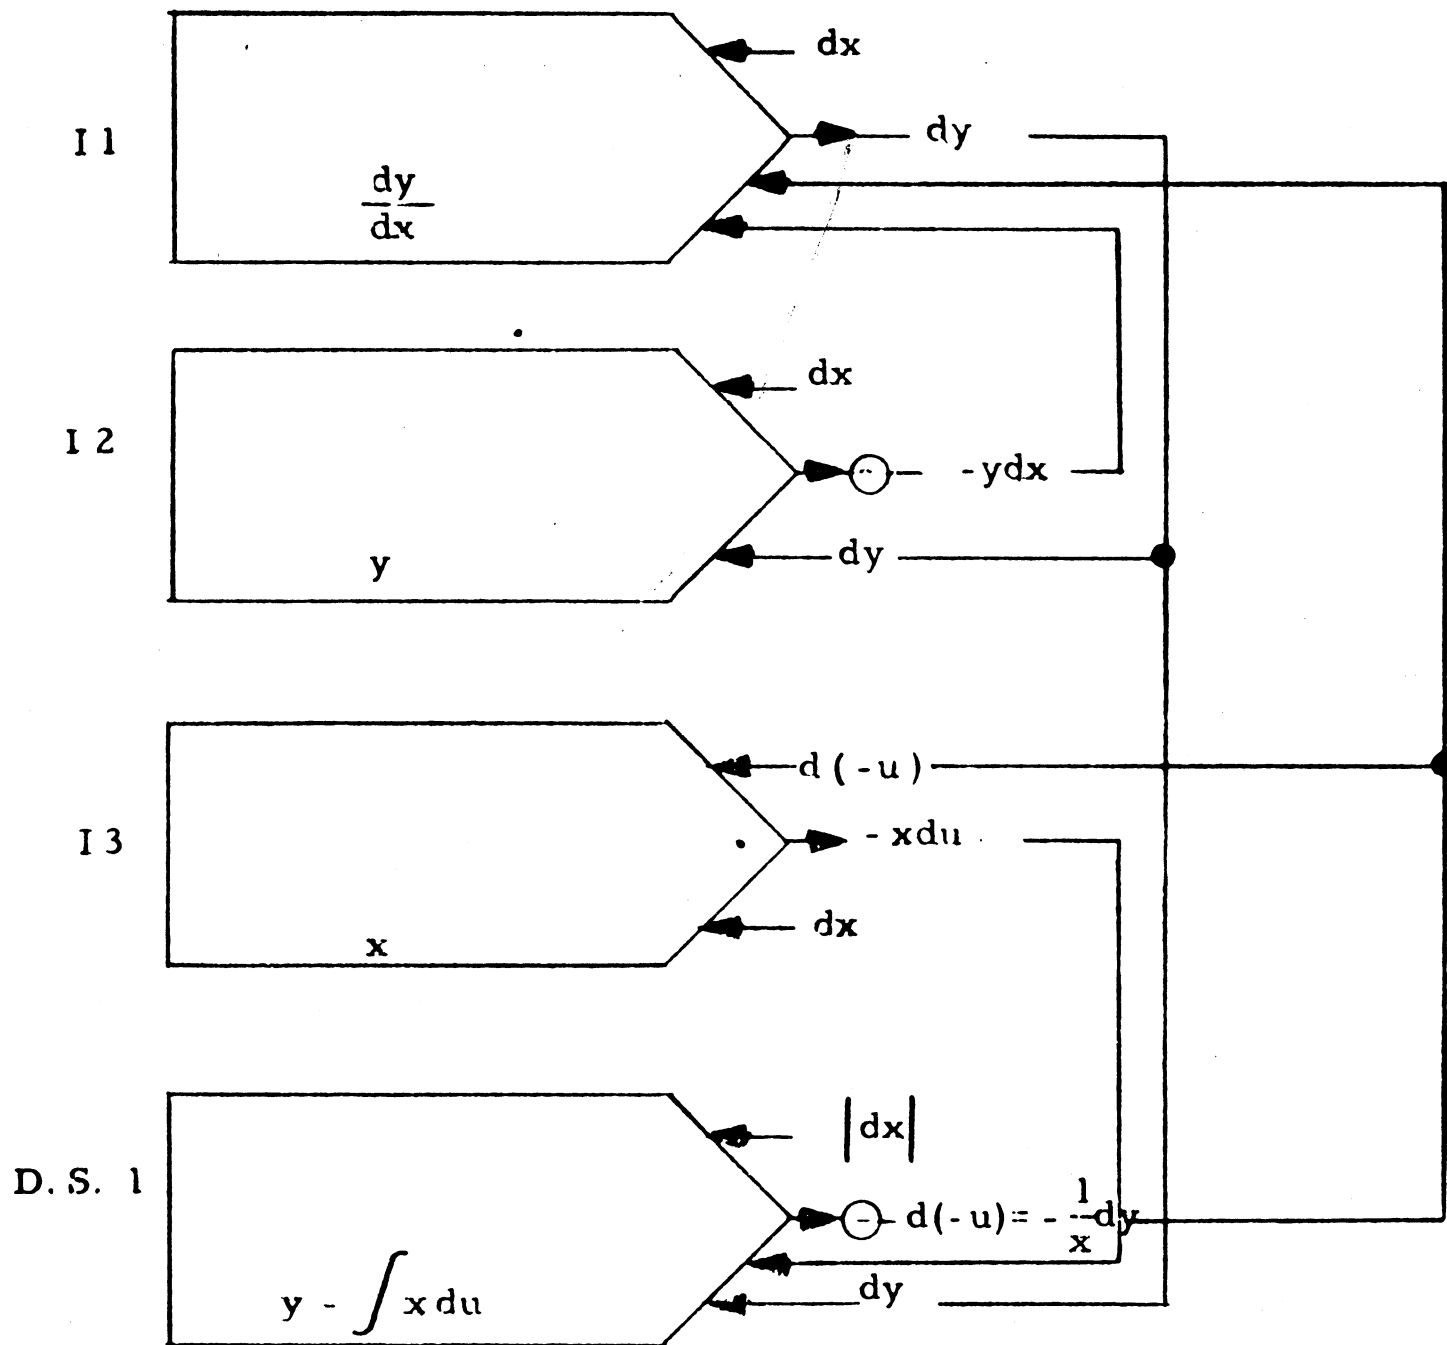 dx
I 1
dy
dy
dx
dx
I 2
-ydx
dy
y
d(-u)
I 3
-xdu
dx
x
|dx|
D.S. 1
d(-u) = - 1/x dy
dy
y - ∫ x du